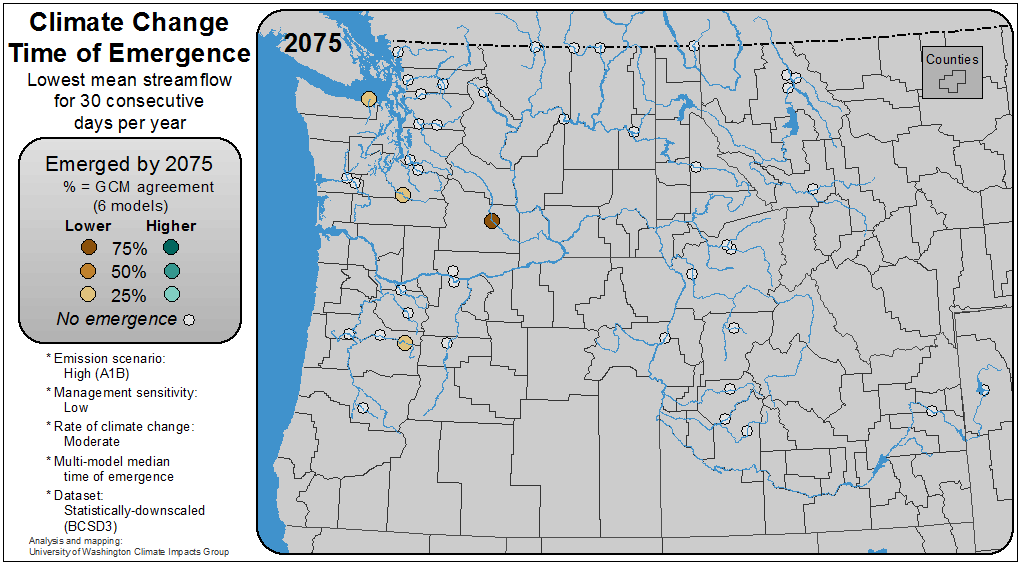 Climate Change
Time of Emergence
Lowest mean streamflow
for 30 consecutive
days per year
Emerged by 2075
% = GCM agreement
(6 models)
Lower Higher
75%
50%
25%
No emergence
* Emission scenario:
High (A1B)
* Management sensitivity:
Low
* Rate of climate change:
Moderate
* Multi-model median
time of emergence
* Dataset:
Statistically-downscaled
(BCSD3)
Analysis and mapping:
University of Washington Climate Impacts Group
2075
Counties